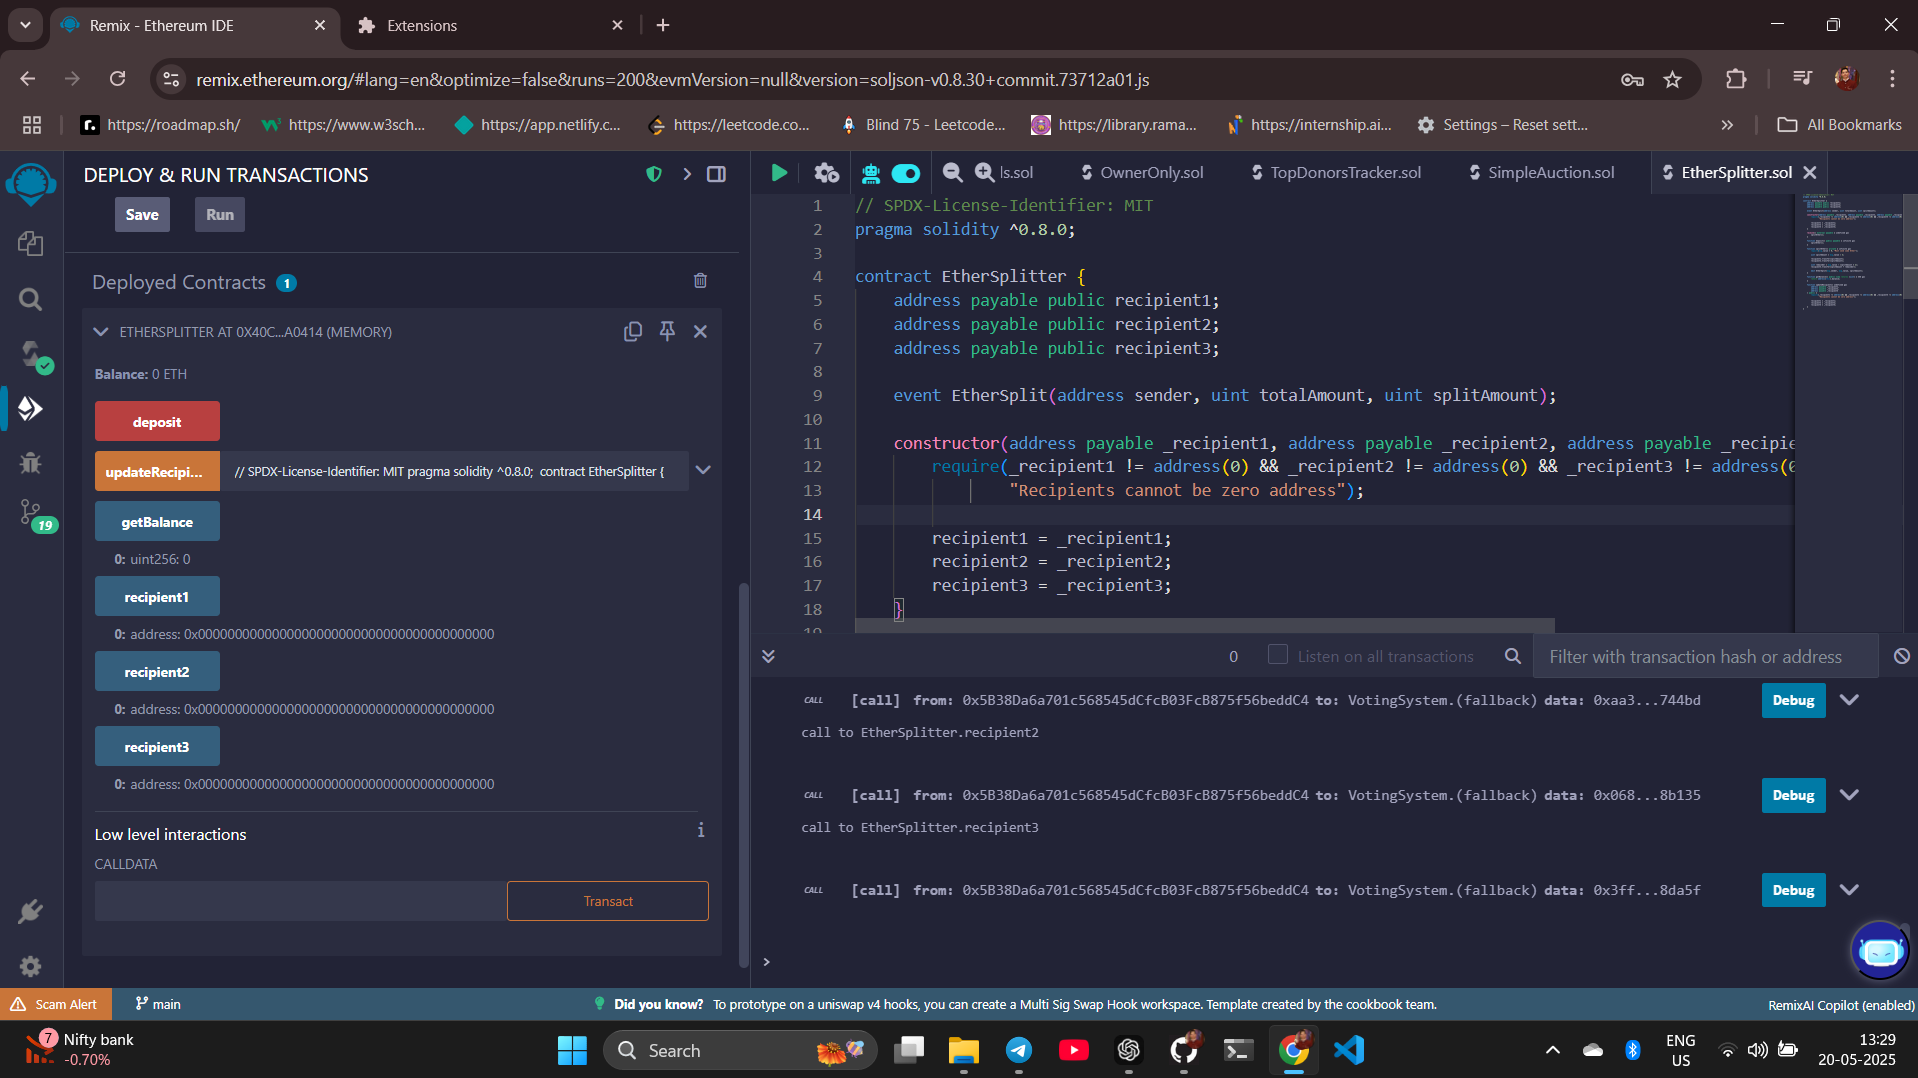 Remix - Ethereum IDE
Extensions
remix.ethereum.org/#lang=en&optimize=false&runs=200&evmVersion=null&version=soljson-v0.8.30+commit.73712a01.js
https://roadmap.sh/
https://www.w3sch...
https://app.netlify.c...
https://leetcode.co...
Blind 75 - Leetcode...
https://library.rama...
https://internship.ai...
Settings – Reset sett...
All Bookmarks
DEPLOY & RUN TRANSACTIONS
Save
Run
Deployed Contracts 1
ETHERSPLITTER AT 0X40C...A0414 (MEMORY)
Balance: 0 ETH
deposit
updateRecipi...
// SPDX-License-Identifier: MIT pragma solidity ^0.8.0; contract EtherSplitter {
getBalance
0: uint256: 0
recipient1
0: address: 0x0000000000000000000000000000000000000000
recipient2
0: address: 0x0000000000000000000000000000000000000000
recipient3
0: address: 0x0000000000000000000000000000000000000000
Low level interactions
i
CALLDATA
Transact
19
ls.sol
OwnerOnly.sol
TopDonorsTracker.sol
SimpleAuction.sol
EtherSplitter.sol
1 // SPDX-License-Identifier: MIT
2 pragma solidity ^0.8.0;
3
4 contract EtherSplitter {
5 address payable public recipient1;
6 address payable public recipient2;
7 address payable public recipient3;
8
9 event EtherSplit(address sender, uint totalAmount, uint splitAmount);
10
11 constructor(address payable _recipient1, address payable _recipient2, address payable _recipie
12 require(_recipient1 != address(0) && _recipient2 != address(0) && _recipient3 != address(0
13 "Recipients cannot be zero address");
14
15 recipient1 = _recipient1;
16 recipient2 = _recipient2;
17 recipient3 = _recipient3;
18 }
19
0
Listen on all transactions
Filter with transaction hash or address
CALL [call] from: 0x5B38Da6a701c568545dCfcB03FcB875f56beddC4 to: VotingSystem.(fallback) data: 0xaa3...744bd
Debug
call to EtherSplitter.recipient2
CALL [call] from: 0x5B38Da6a701c568545dCfcB03FcB875f56beddC4 to: VotingSystem.(fallback) data: 0x068...8b135
Debug
call to EtherSplitter.recipient3
CALL [call] from: 0x5B38Da6a701c568545dCfcB03FcB875f56beddC4 to: VotingSystem.(fallback) data: 0x3ff...8da5f
Debug
>
Scam Alert
main
Did you know? To prototype on a uniswap v4 hooks, you can create a Multi Sig Swap Hook workspace. Template created by the cookbook team.
RemixAI Copilot (enabled)
7
Nifty bank
-0.70%
Search
ENG
US
13:29
20-05-2025